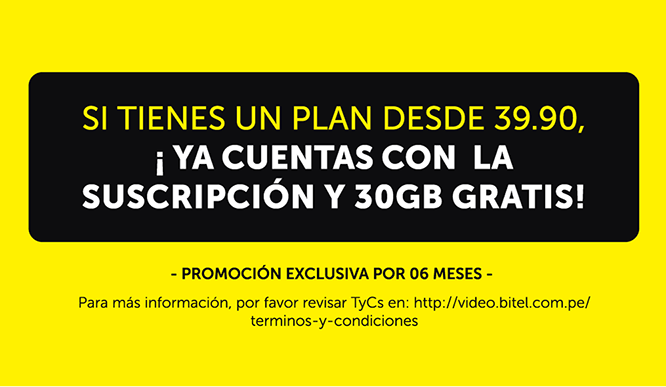 SI TIENES UN PLAN DESDE 39.90,
¡ YA CUENTAS CON LA
SUSCRIPCIÓN Y 30GB GRATIS!
- PROMOCIÓN EXCLUSIVA POR 06 MESES -
Para más información, por favor revisar TyCs en: http://video.bitel.com.pe/
terminos-y-condiciones